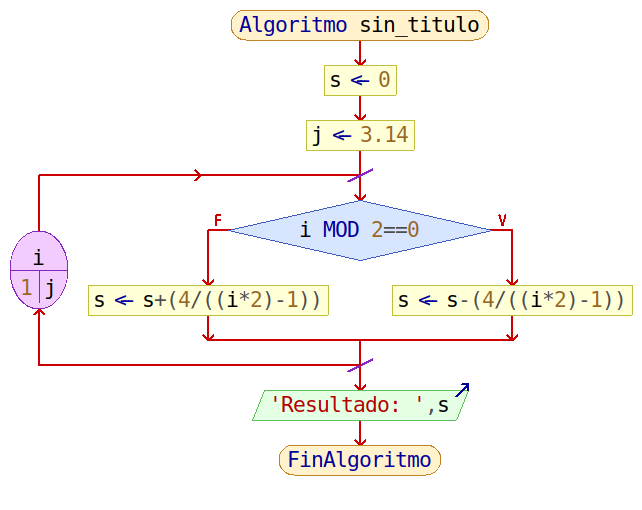 Algoritmo sin_titulo
s ← 0
j ← 3.14
F
V
i MOD 2==0
i
1 j
s ← s+(4/((i*2)-1))
s ← s-(4/((i*2)-1))
'Resultado: ',s
FinAlgoritmo